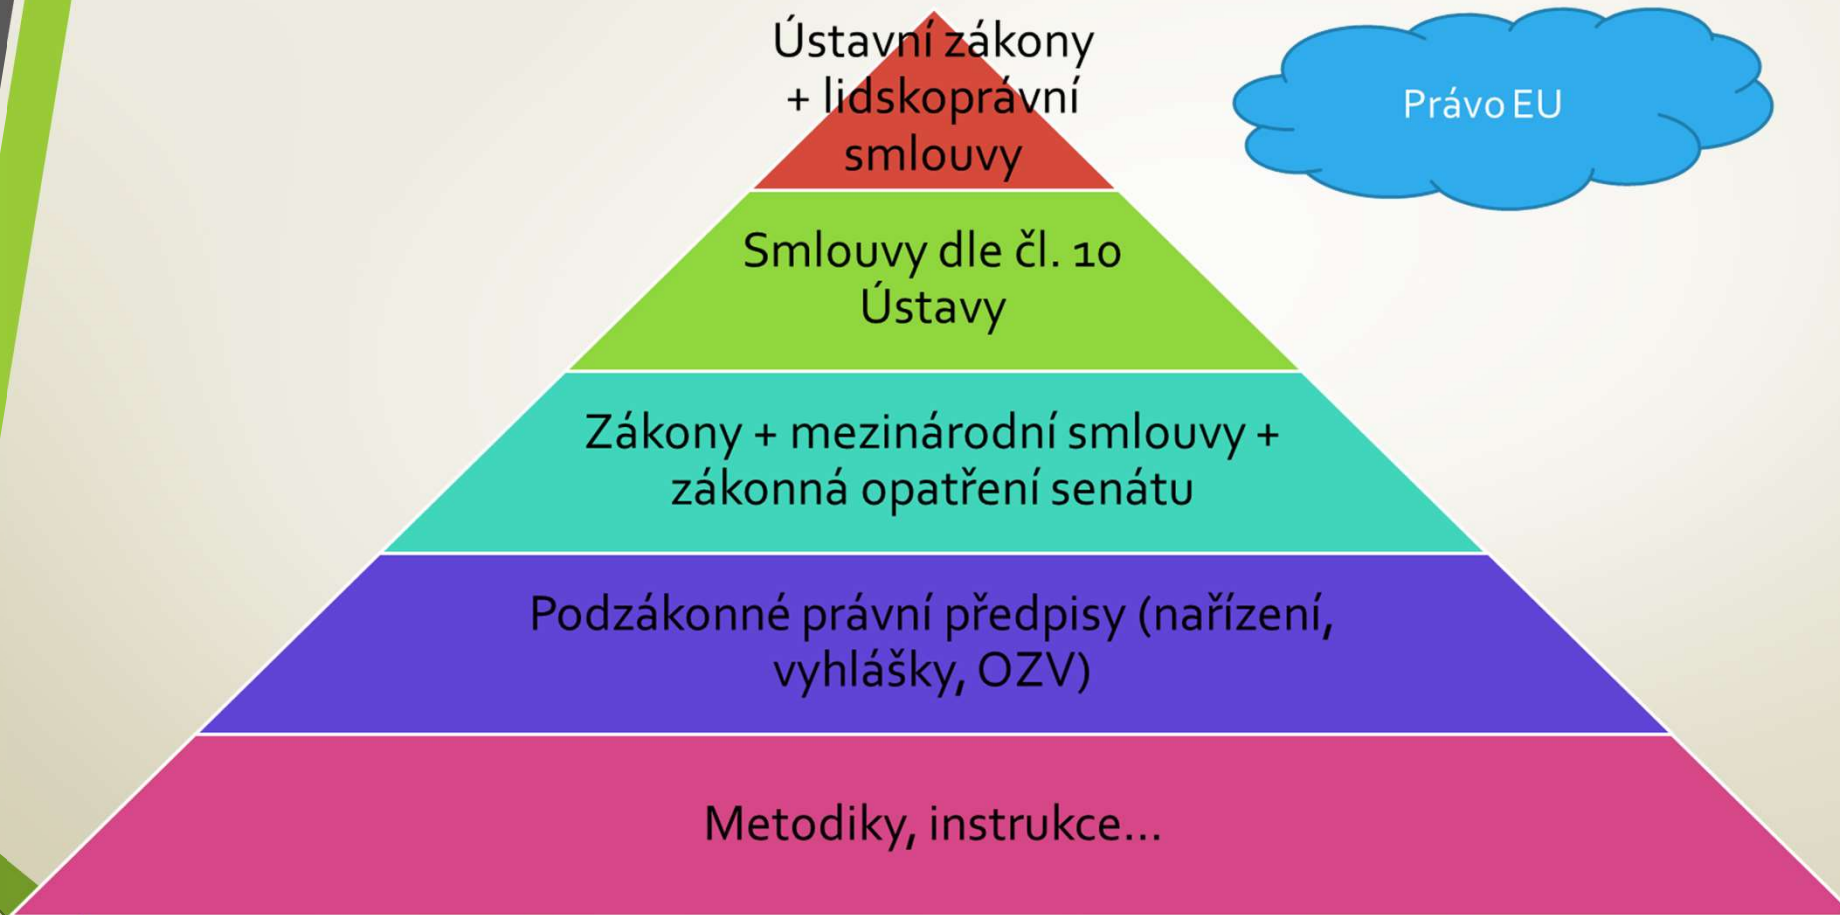 Ústavní zákony
+ lidskoprávní
smlouvy
Právo EU
Smlouvy dle čl. 10
Ústavy
Zákony + mezinárodní smlouvy +
zákonná opatření senátu
Podzákonné právní předpisy (nařízení,
vyhlášky, OZV)
Metodiky, instrukce...